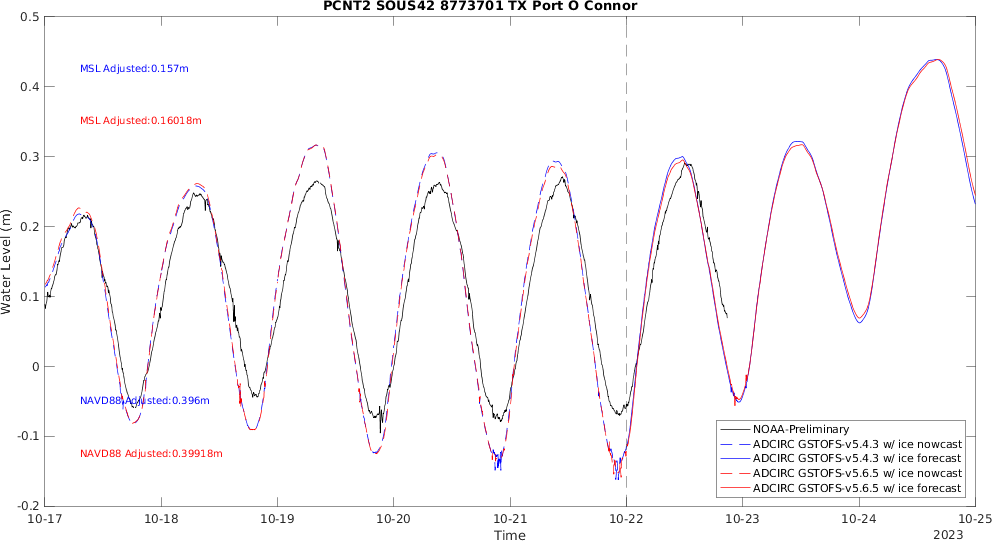 PCNT2 SOUS42 8773701 TX Port O Connor
0.5
0.4
0.3
0.2
0.1
0
-0.1
-0.2
Water Level (m)
MSL Adjusted:0.157m
MSL Adjusted:0.16018m
NAVD88 Adjusted:0.396m
NAVD88 Adjusted:0.39918m
NOAA-Preliminary
ADCIRC GSTOFS-v5.4.3 w/ ice nowcast
ADCIRC GSTOFS-v5.4.3 w/ ice forecast
ADCIRC GSTOFS-v5.6.5 w/ ice nowcast
ADCIRC GSTOFS-v5.6.5 w/ ice forecast
10-17 10-18 10-19 10-20 10-21 10-22 10-23 10-24 10-25
Time
2023